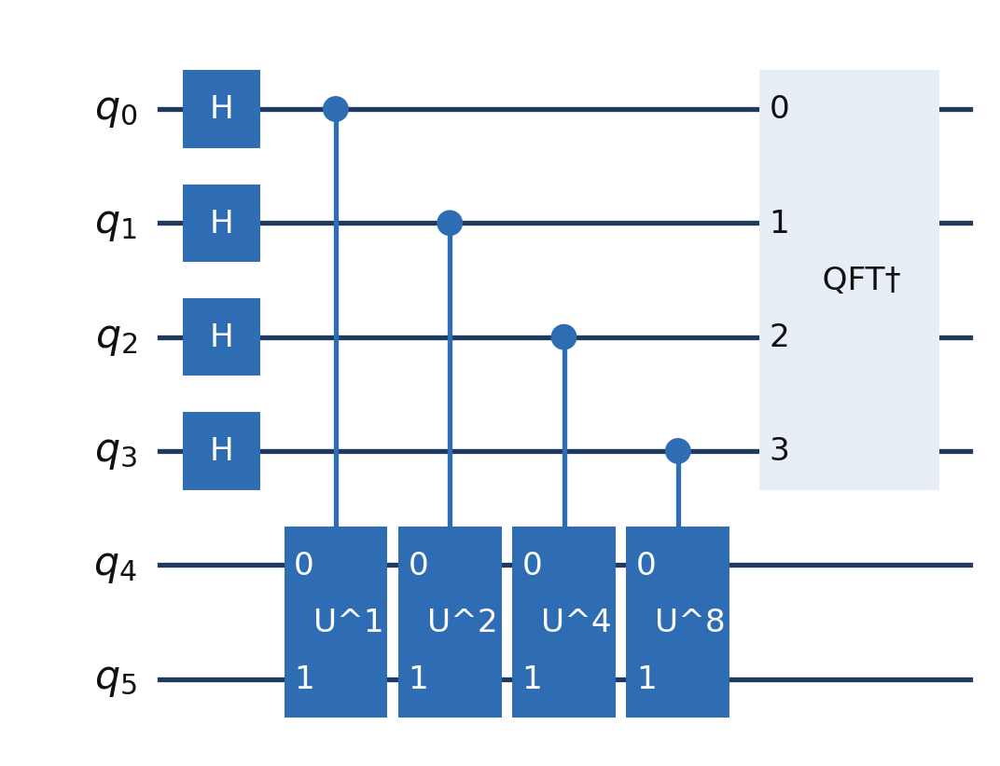 q0 H 0
q1 H 1
QFT†
q2 H 2
q3 H 3
q4 0 0 0 0
U^1 U^2 U^4 U^8
q5 1 1 1 1